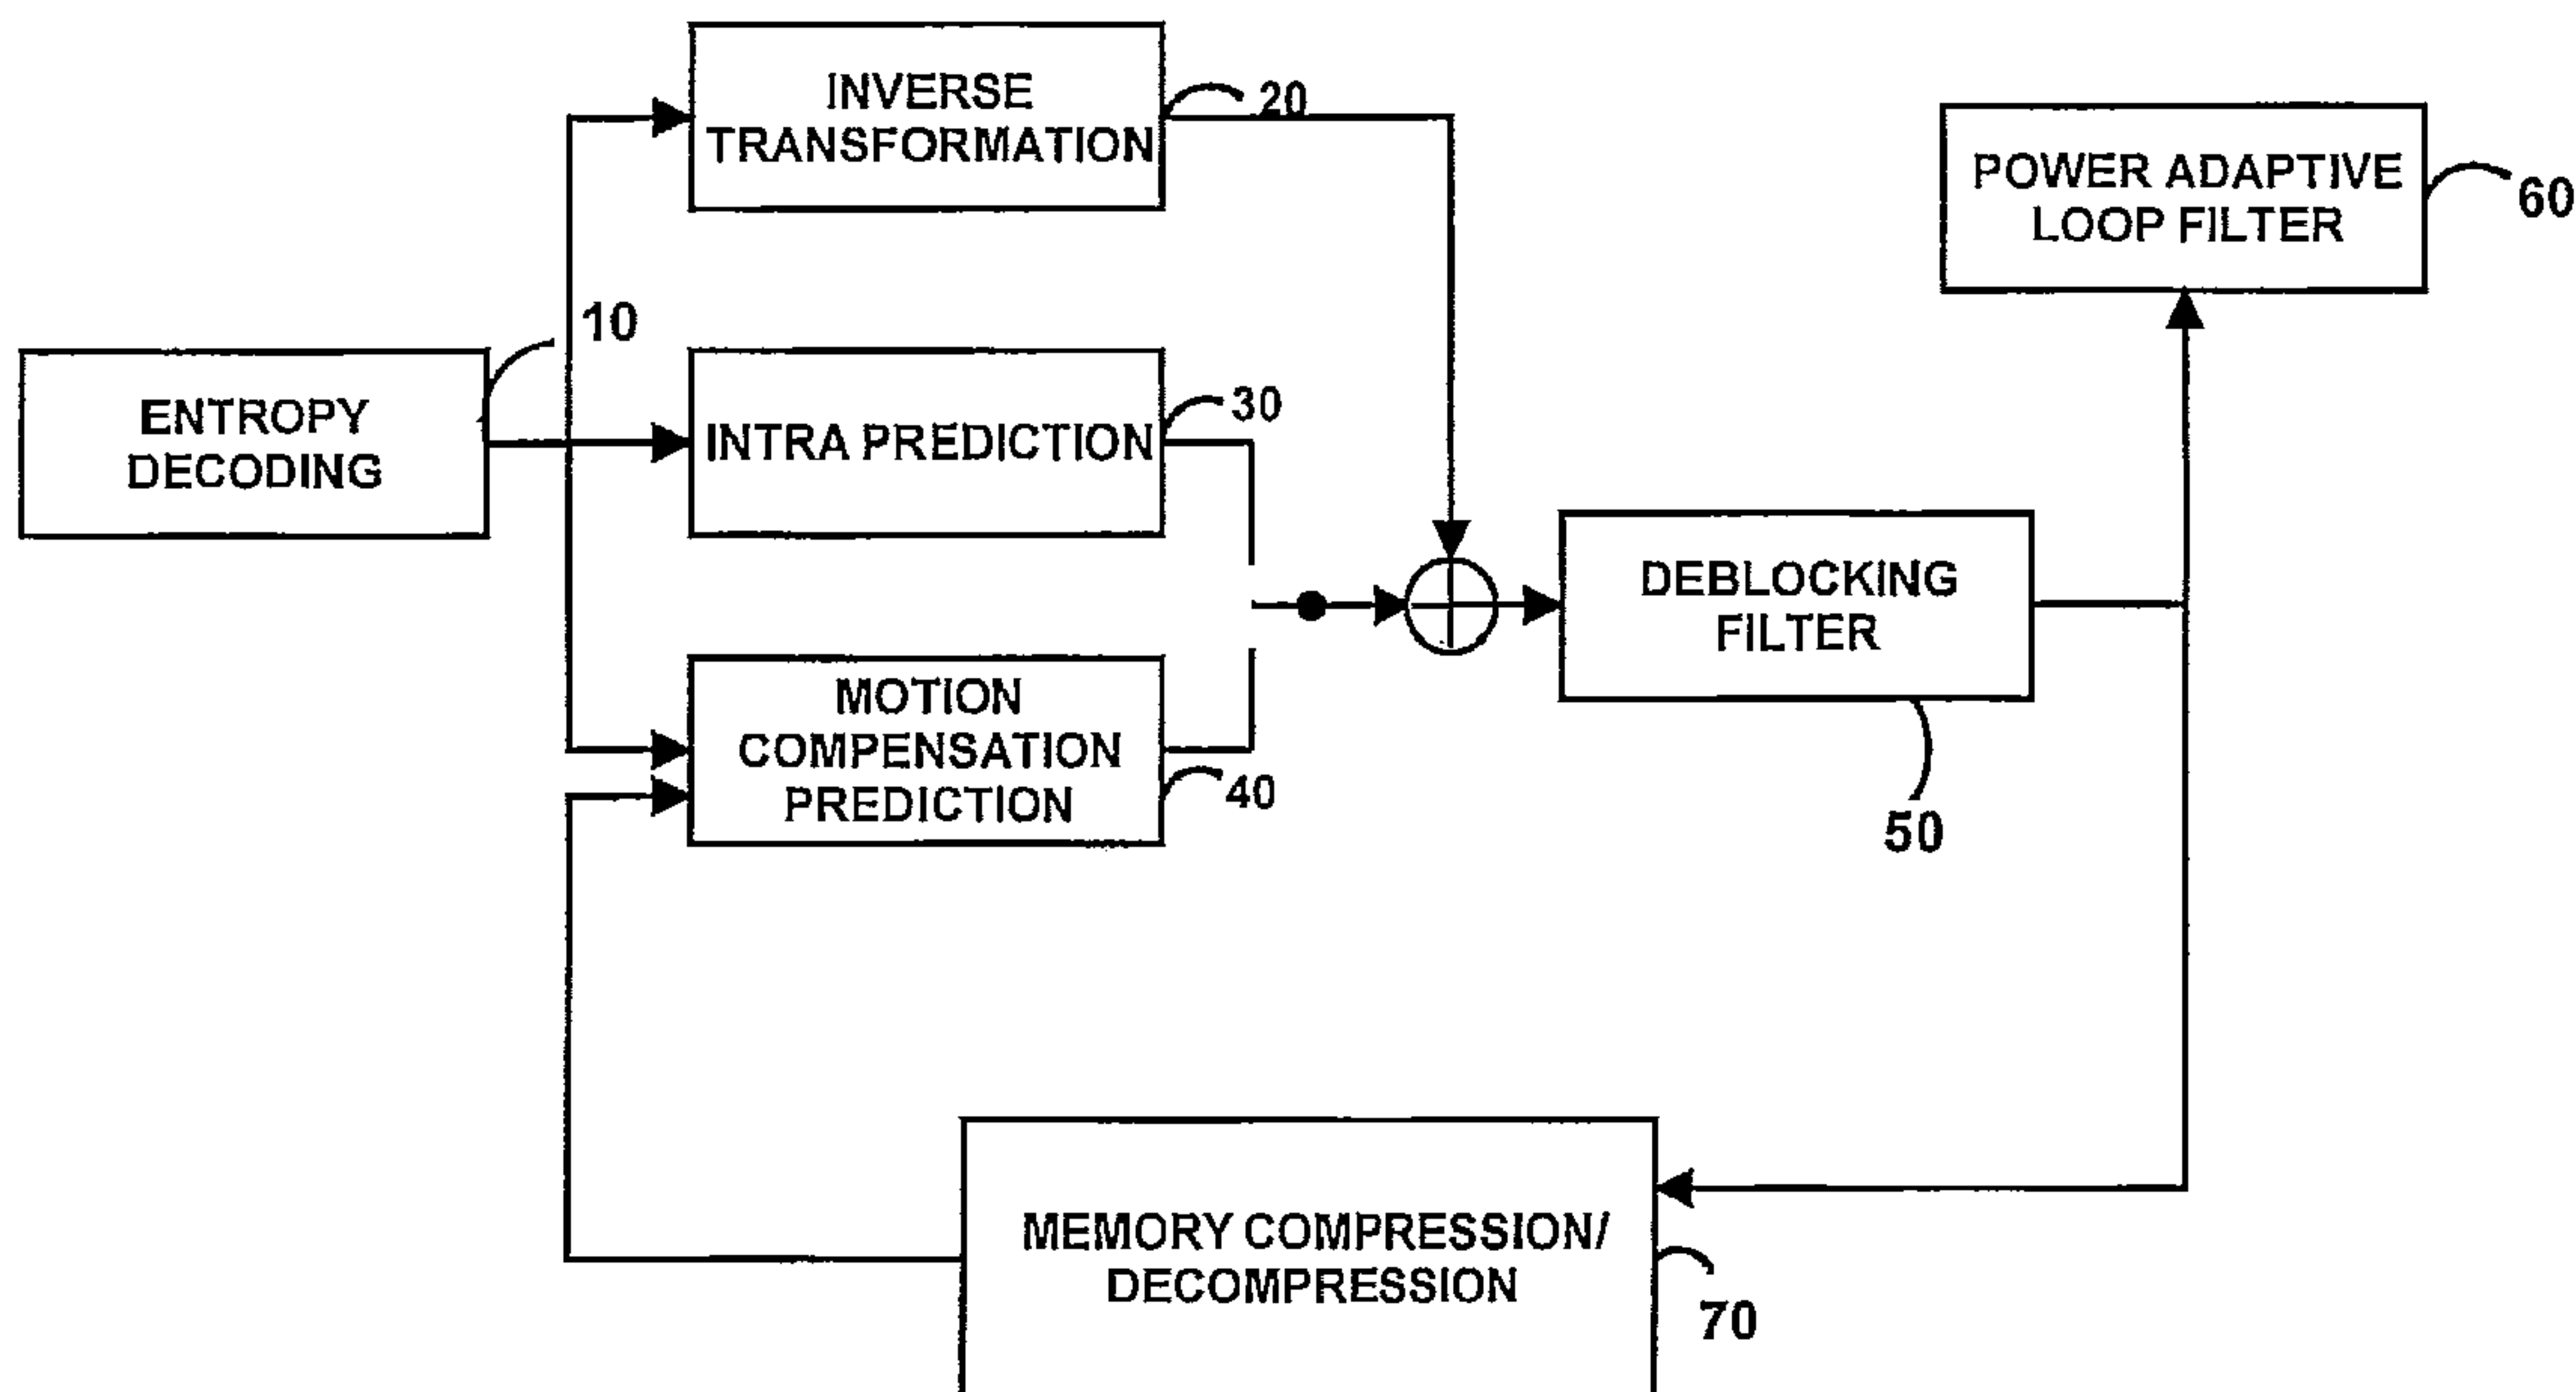 INVERSE
TRANSFORMATION
20
POWER ADAPTIVE
LOOP FILTER
60
10
ENTROPY
DECODING
INTRA PREDICTION
30
DEBLOCKING
FILTER
50
MOTION
COMPENSATION
PREDICTION
40
MEMORY COMPRESSION/
DECOMPRESSION
70